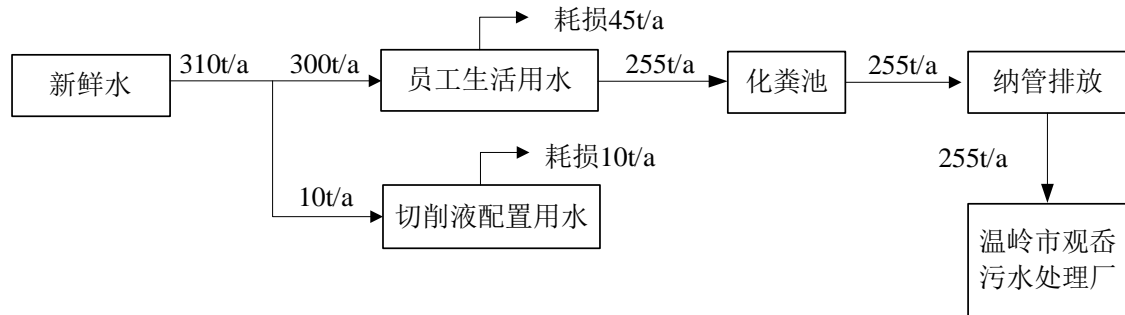 耗损45t/a
新鲜水
310t/a
300t/a
员工生活用水
255t/a
化粪池
255t/a
纳管排放
耗损10t/a
10t/a
切削液配置用水
255t/a
温岭市观岙
污水处理厂